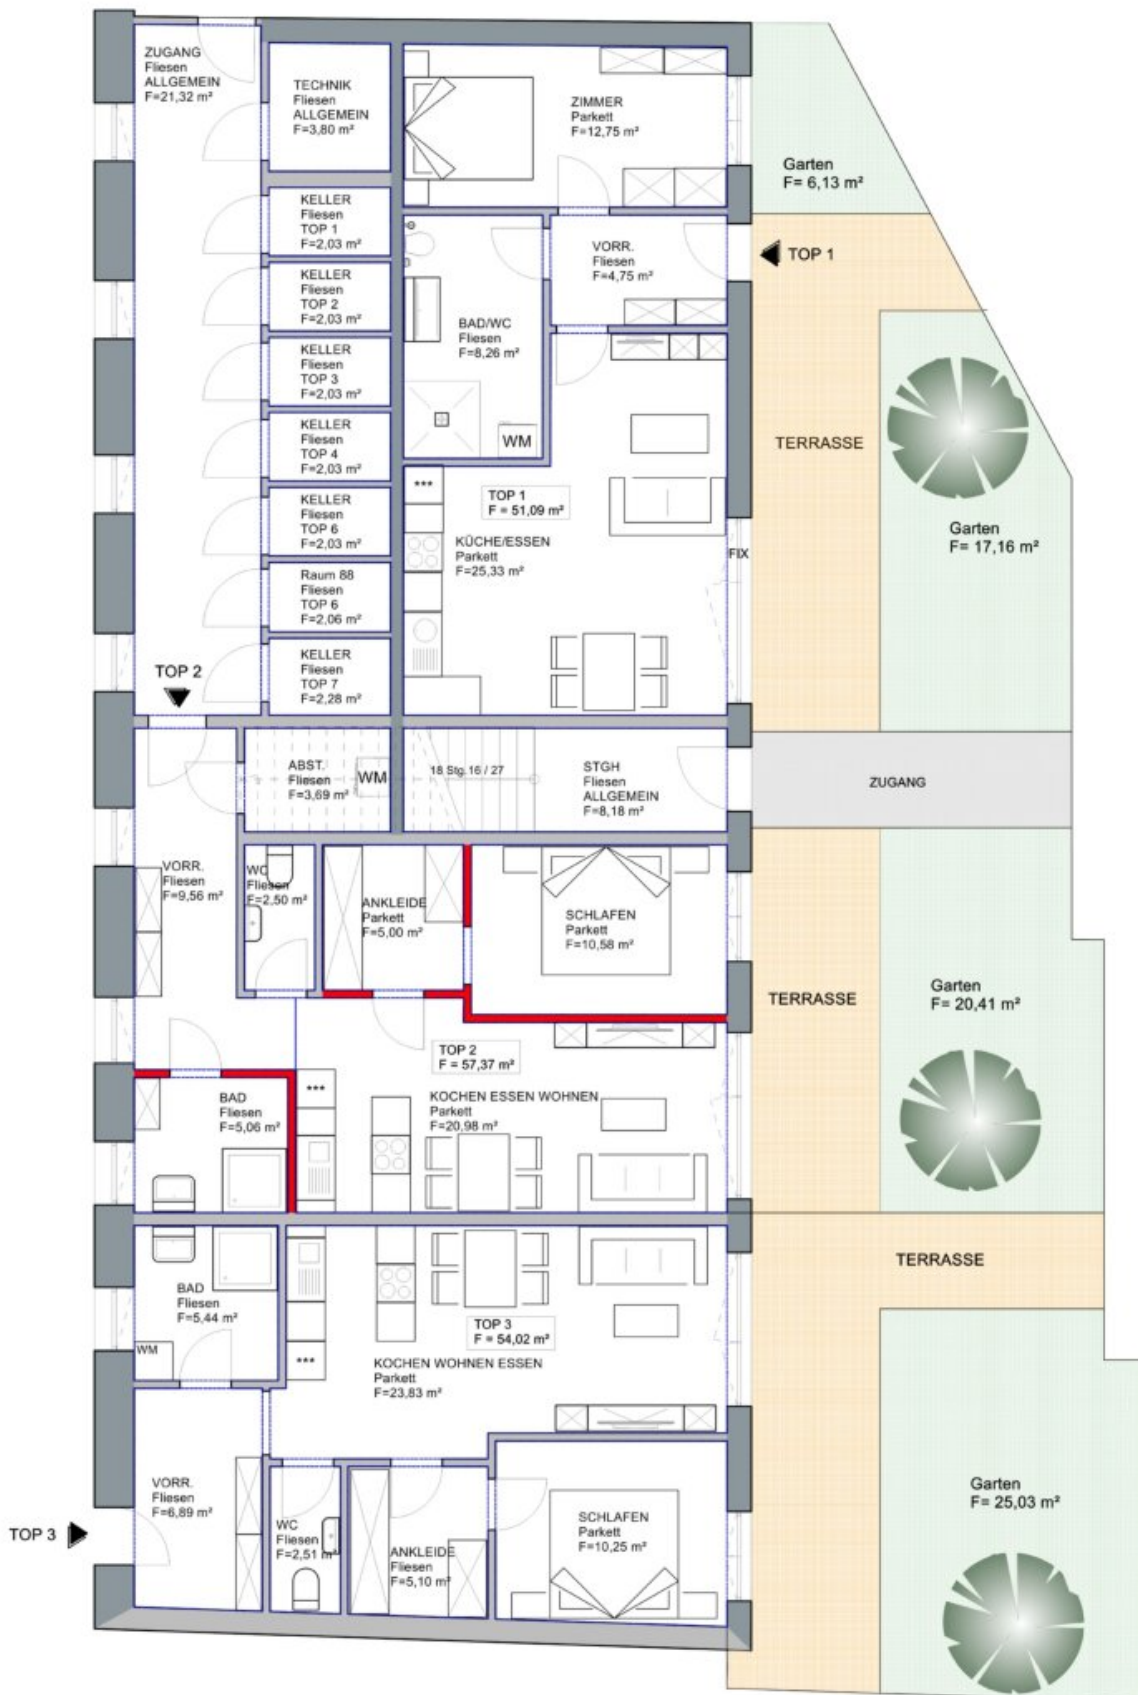 ZUGANG
Fliesen
ALLGEMEIN
F=21,32 m²
TECHNIK
Fliesen
ALLGEMEIN
F=3,80 m²
ZIMMER
Parkett
F=12,75 m²
Garten
F= 6,13 m²
KELLER
Fliesen
TOP 1
F=2,03 m²
VORR.
Fliesen
F=4,75 m²
TOP 1
KELLER
Fliesen
TOP 2
F=2,03 m²
BAD/WC
Fliesen
F=8,26 m²
KELLER
Fliesen
TOP 3
F=2,03 m²
KELLER
Fliesen
TOP 4
F=2,03 m²
WM
TERRASSE
***
TOP 1
F = 51,09 m²
KELLER
Fliesen
TOP 6
F=2,03 m²
KÜCHE/ESSEN
Parkett
F=25,33 m²
FIX
Garten
F= 17,16 m²
Raum 88
Fliesen
TOP 6
F=2,06 m²
KELLER
Fliesen
TOP 7
F=2,28 m²
TOP 2
ABST.
Fliesen
F=3,69 m²
WM
18 Stg. 16 / 27
STGH
Fliesen
ALLGEMEIN
F=8,18 m²
ZUGANG
VORR.
Fliesen
F=9,56 m²
WC
Fliesen
F=2,50 m²
ANKLEIDE
Parkett
F=5,00 m²
SCHLAFEN
Parkett
F=10,58 m²
TERRASSE
Garten
F= 20,41 m²
TOP 2
F = 57,37 m²
BAD
Fliesen
F=5,06 m²
***
KOCHEN ESSEN WOHNEN
Parkett
F=20,98 m²
TERRASSE
BAD
Fliesen
F=5,44 m²
WM
TOP 3
F = 54,02 m²
***
KOCHEN WOHNEN ESSEN
Parkett
F=23,83 m²
VORR.
Fliesen
F=6,89 m²
TOP 3
WC
Fliesen
F=2,51 m²
ANKLEIDE
Fliesen
F=5,10 m²
SCHLAFEN
Parkett
F=10,25 m²
Garten
F= 25,03 m²